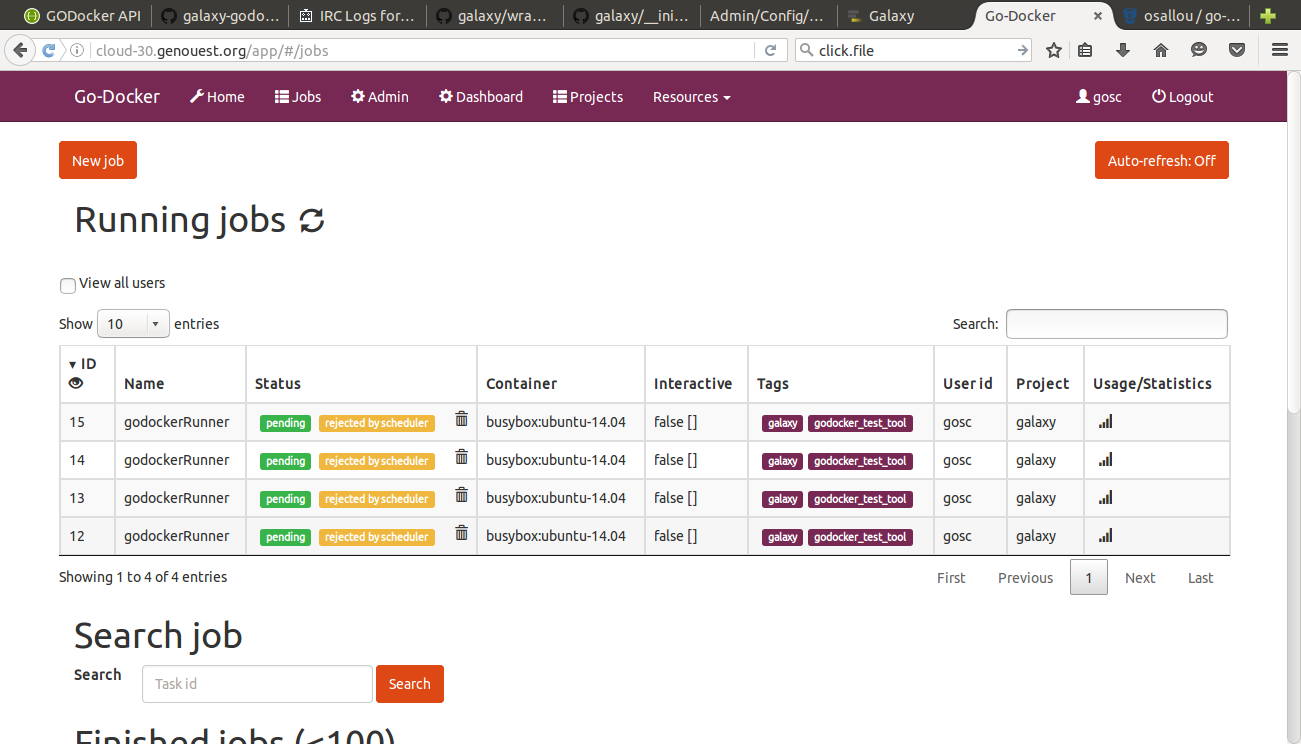 GODocker API galaxy-godo... IRC Logs for... galaxy/wra... galaxy/__ini... Admin/Config/... Galaxy Go-Docker × osallou / go-...
cloud-30.genouest.org/app/#/jobs click.file
Go-Docker Home Jobs Admin Dashboard Projects Resources gosc Logout
New job Auto-refresh: Off
Running jobs
View all users
Show 10 entries Search:
ID Name Status Container Interactive Tags User id Project Usage/Statistics
15 godockerRunner pending rejected by scheduler busybox:ubuntu-14.04 false [] galaxy godocker_test_tool gosc galaxy
14 godockerRunner pending rejected by scheduler busybox:ubuntu-14.04 false [] galaxy godocker_test_tool gosc galaxy
13 godockerRunner pending rejected by scheduler busybox:ubuntu-14.04 false [] galaxy godocker_test_tool gosc galaxy
12 godockerRunner pending rejected by scheduler busybox:ubuntu-14.04 false [] galaxy godocker_test_tool gosc galaxy
Showing 1 to 4 of 4 entries First Previous 1 Next Last
Search job
Search Task id Search
Finished jobs (<100)